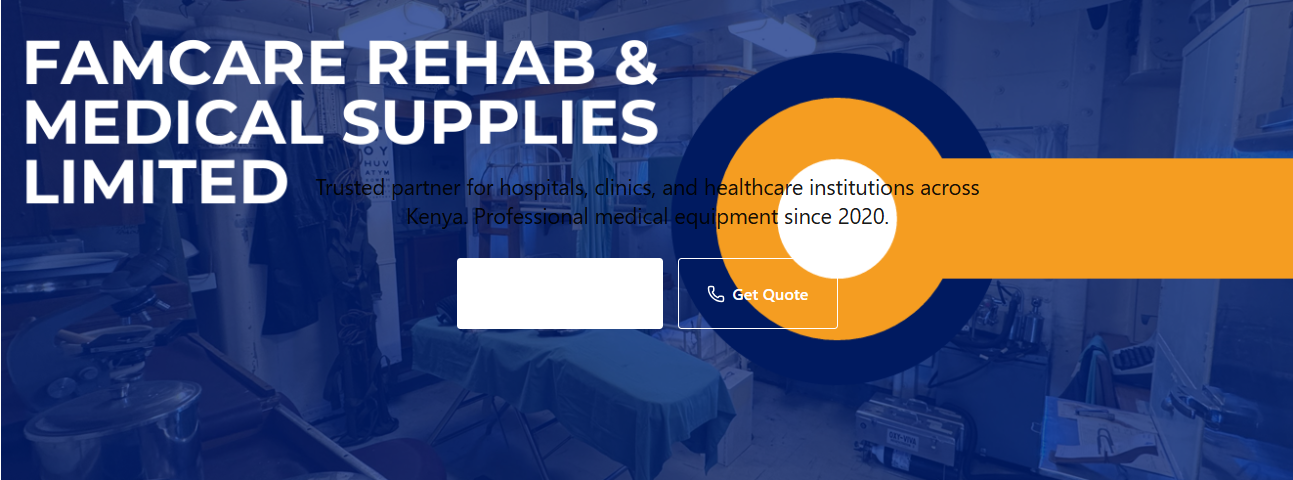 FAMCARE REHAB &
MEDICAL SUPPLIES
LIMITED
Trusted partner for hospitals, clinics, and healthcare institutions across
Kenya. Professional medical equipment since 2020.
Get Quote